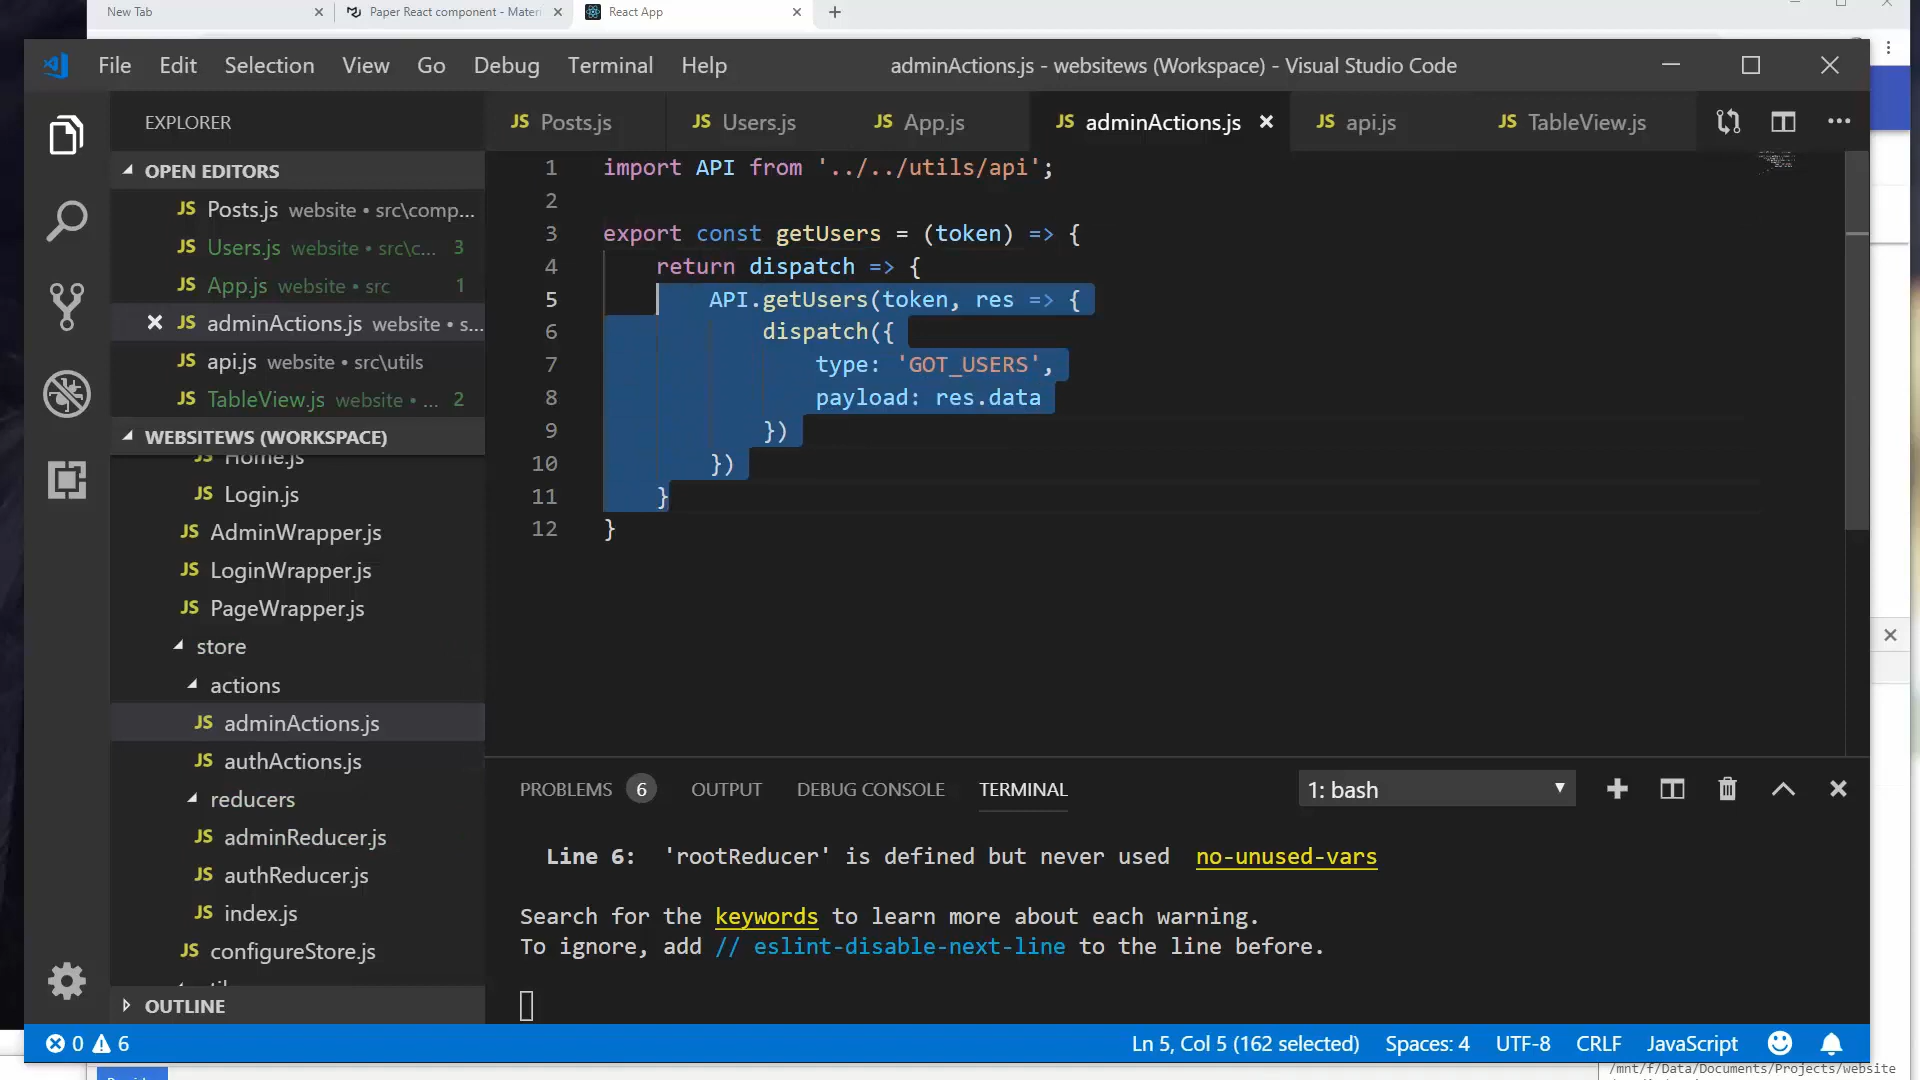 New Tab
Paper React component - Materi
React App
File Edit Selection View Go Debug Terminal Help
adminActions.js - websitews (Workspace) - Visual Studio Code
EXPLORER
JS Posts.js
JS Users.js
JS App.js
JS adminActions.js
JS api.js
JS TableView.js
OPEN EDITORS
JS Posts.js website • src\comp...
JS Users.js website • src\c... 3
JS App.js website • src 1
JS adminActions.js website • s...
JS api.js website • src\utils
JS TableView.js website • ... 2
WEBSITEWS (WORKSPACE)
JS Home.js
JS Login.js
JS AdminWrapper.js
JS LoginWrapper.js
JS PageWrapper.js
store
actions
JS adminActions.js
JS authActions.js
reducers
JS adminReducer.js
JS authReducer.js
JS index.js
JS configureStore.js
OUTLINE
1 import API from '../../utils/api';
2
3 export const getUsers = (token) => {
4 return dispatch => {
5 API.getUsers(token, res => {
6 dispatch({
7 type: 'GOT_USERS',
8 payload: res.data
9 })
10 })
11 }
12 }
PROBLEMS 6 OUTPUT DEBUG CONSOLE TERMINAL 1: bash
Line 6: 'rootReducer' is defined but never used no-unused-vars
Search for the keywords to learn more about each warning.
To ignore, add // eslint-disable-next-line to the line before.
0 6
Ln 5, Col 5 (162 selected) Spaces: 4 UTF-8 CRLF JavaScript
/mnt/f/Data/Documents/Projects/website